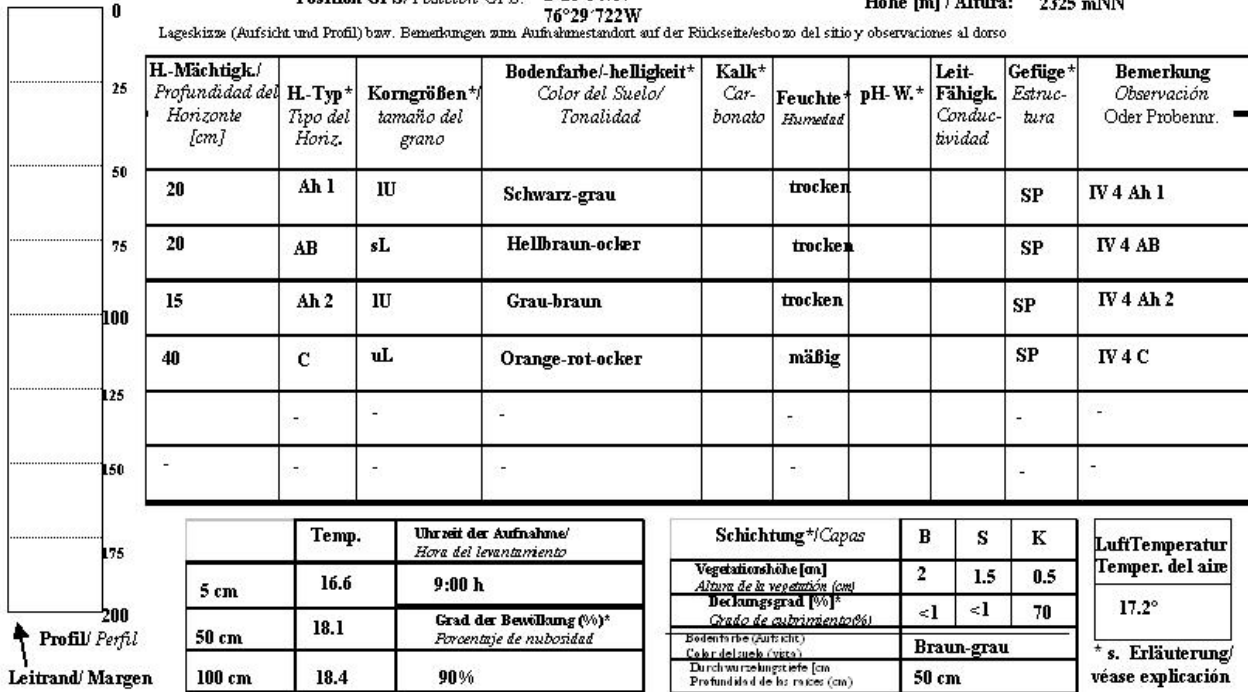 0
76°29´722W
Höhe [m] / Altura: 2325 mNN
Lageskizze (Aufsicht und Profil) bzw. Bemerkungen zum Aufnahmestandort auf der Rückseite/esbozo del sitio y observaciones al dorso
H.-Mächtigk./ Profundidad del Horizonte [cm]
H.-Typ* Tipo del Horiz.
Korngrößen*/ tamaño del grano
Bodenfarbe/-helligkeit* Color del Suelo/ Tonalidad
Kalk* Carbonato
Feuchte* Humedad
pH-W.*
Leit-Fähigk. Conductividad
Gefüge* Estructura
Bemerkung Observación Oder Probennr.
25
50
20 Ah 1 lU Schwarz-grau trocken SP IV 4 Ah 1
75
20 AB sL Hellbraun-ocker trocken SP IV 4 AB
15 Ah 2 lU Grau-braun trocken SP IV 4 Ah 2
100
40 C uL Orange-rot-ocker mäßig SP IV 4 C
125
- - - - - -
150
- - - - - - -
175
200
Profil/ Perfil
Leitrand/ Margen
Temp. Uhrzeit der Aufnahme/
Hora del levantamiento
5 cm 16.6 9:00 h
50 cm 18.1 Grad der Bewölkung (%)*
Porcentaje de nubosidad
100 cm 18.4 90%
Schichtung*/Capas B S K
Vegetationshöhe [cm]
Altura de la vegetatión (cm)
2 1.5 0.5
Deckungsgrad [%]*
Grado de cubrimiento(%)
<1 <1 70
Bodenfarbe (Aufsicht)
Color del suelo (vista)
Braun-grau
Durchwurzelungstiefe [cm
Profundidad de las raices (cm)
50 cm
LuftTemperatur
Temper. del aire
17.2°
* s. Erläuterung/
véase explicación